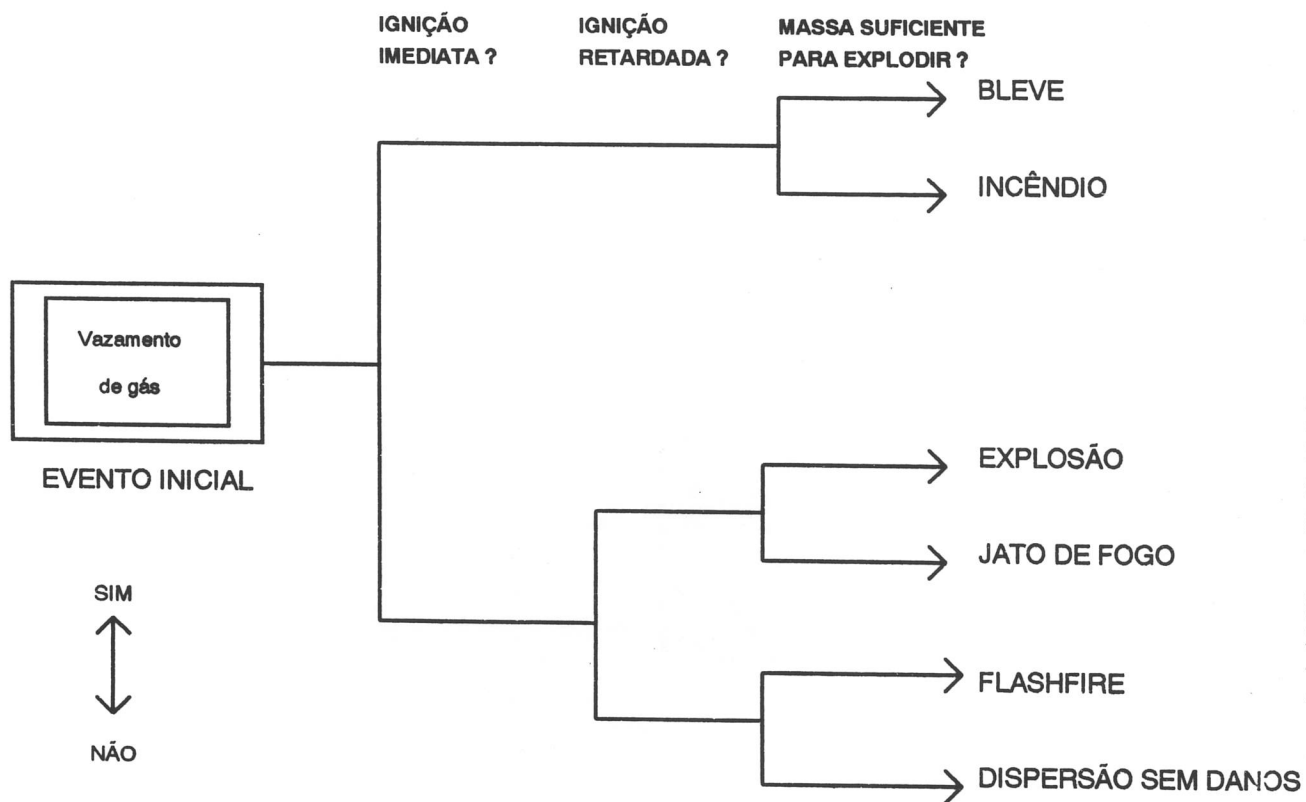 IGNIÇÃO
IMEDIATA ?
IGNIÇÃO
RETARDADA ?
MASSA SUFICIENTE
PARA EXPLODIR ?
BLEVE
INCÊNDIO
Vazamento
de gás
EVENTO INICIAL
EXPLOSÃO
JATO DE FOGO
SIM
NÃO
FLASHFIRE
DISPERSÃO SEM DANOS